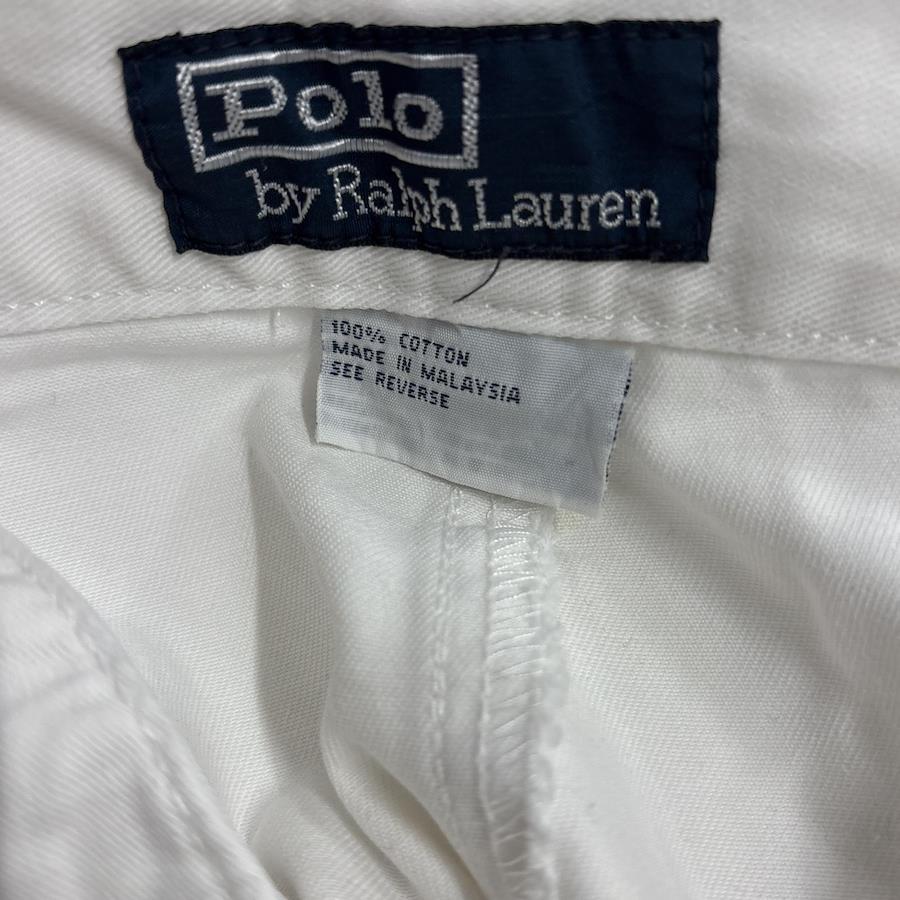 Polo
by Ralph Lauren
100% COTTON
MADE IN MALAYSIA
SEE REVERSE